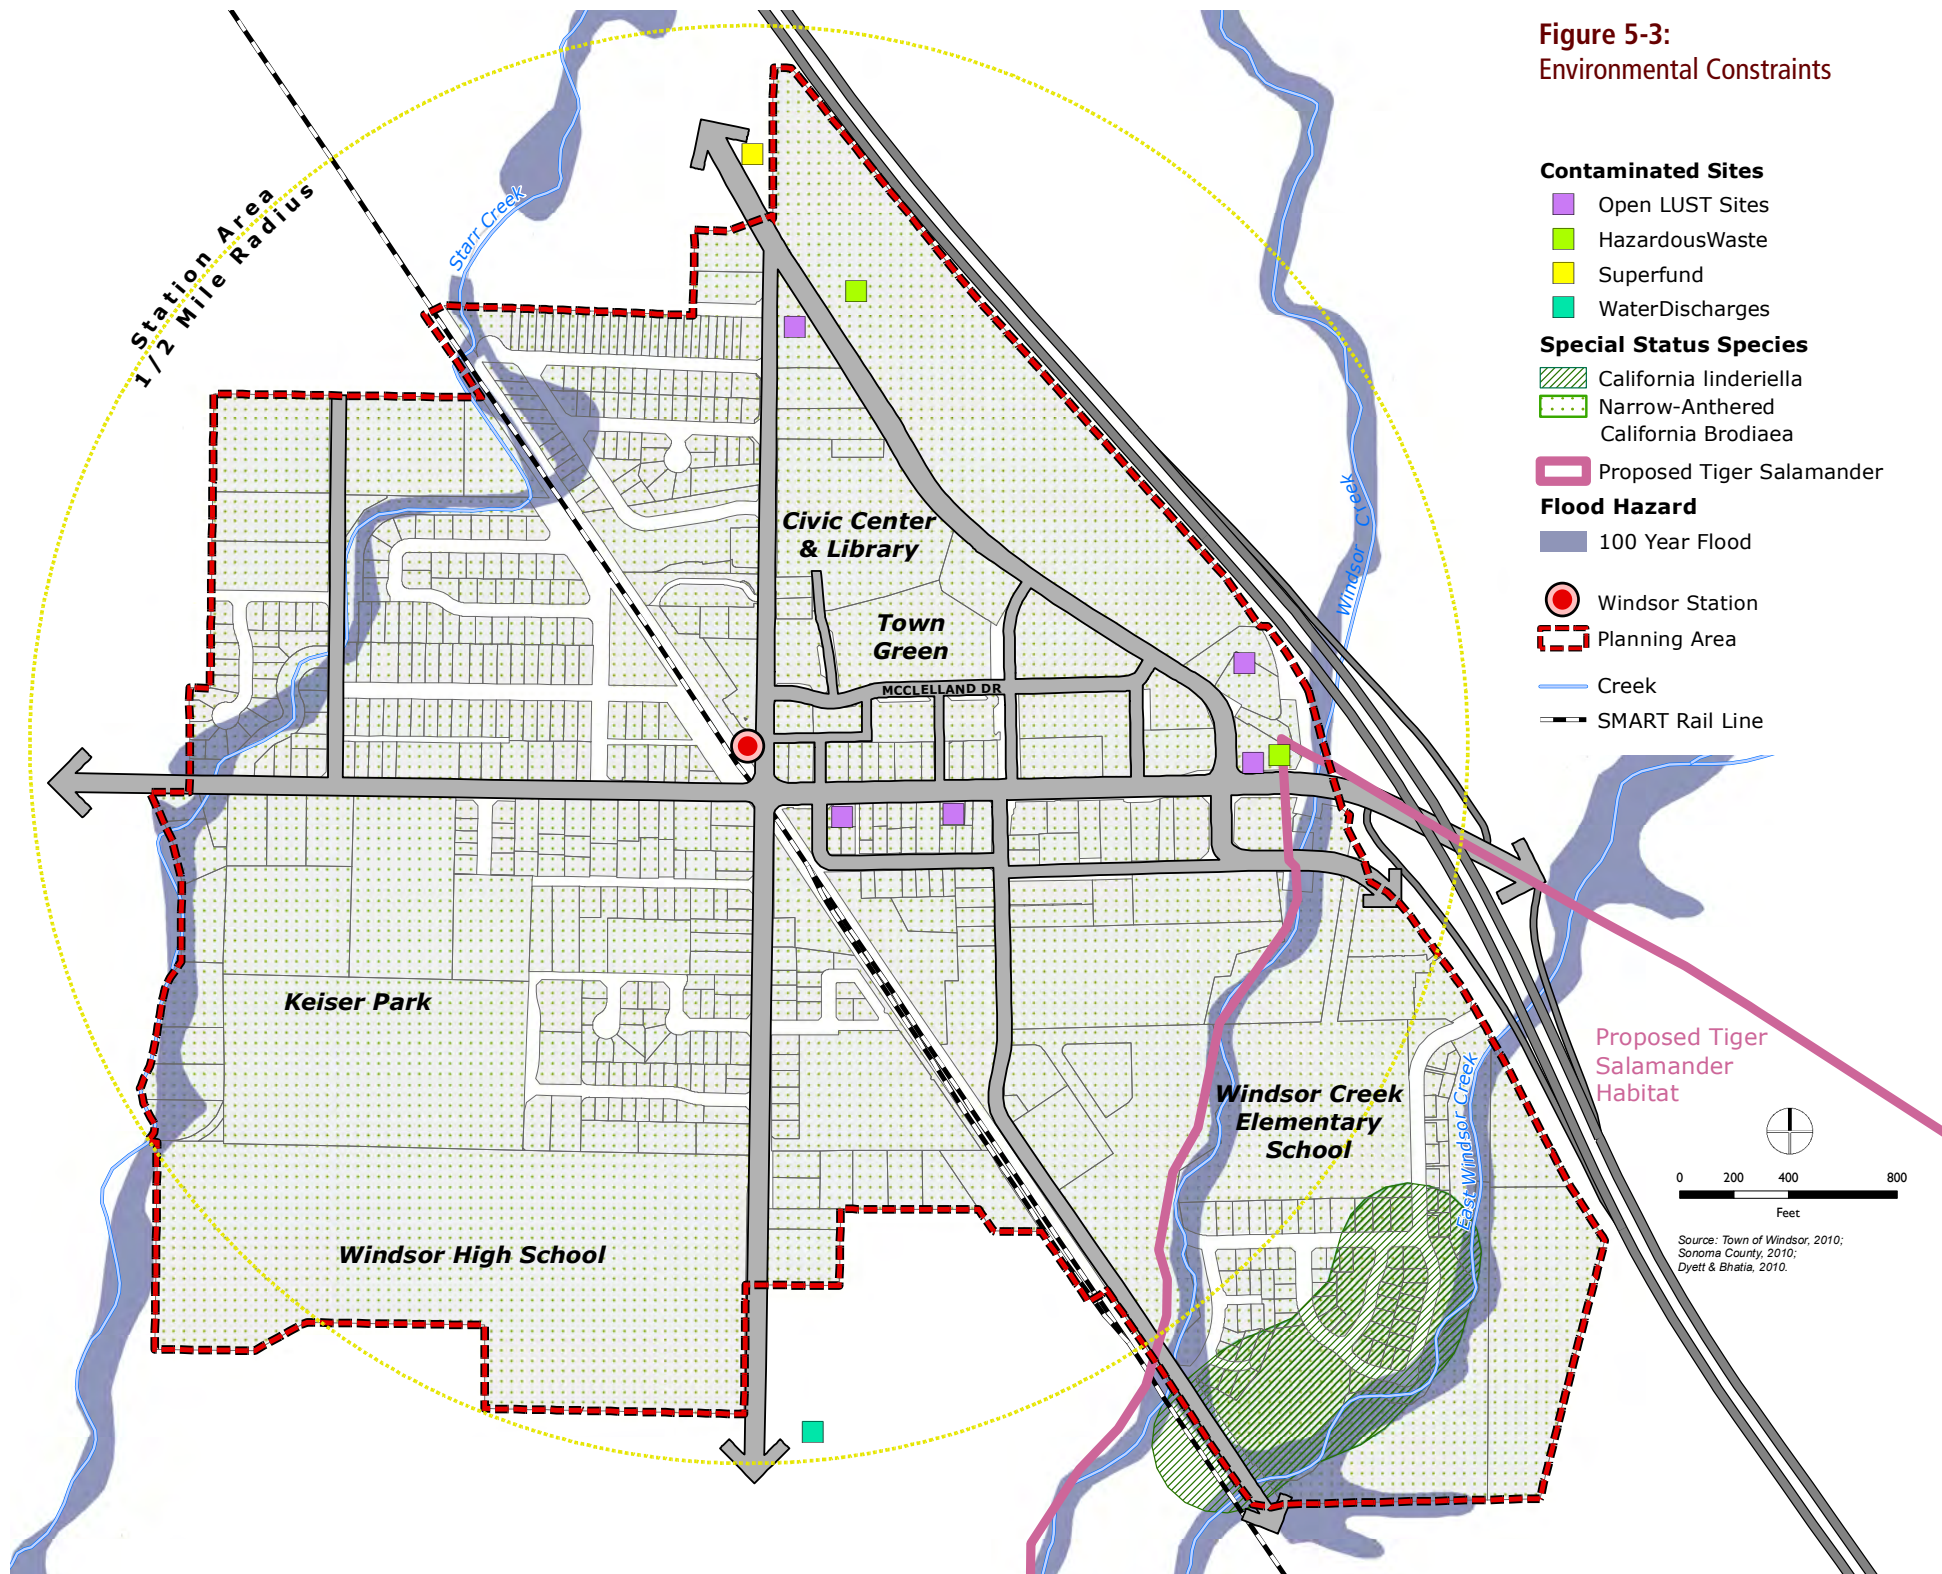 Figure 5-3:
Environmental Constraints
Contaminated Sites
Open LUST Sites
HazardousWaste
Superfund
WaterDischarges
Special Status Species
California linderiella
Narrow-Anthered
California Brodiaea
Proposed Tiger Salamander
Flood Hazard
100 Year Flood
Windsor Station
Planning Area
Creek
SMART Rail Line
Station Area
1/2 Mile Radius
Starr Creek
Civic Center
& Library
Town
Green
MCCLELLAND DR
Windsor Creek
Keiser Park
Windsor High School
Windsor Creek
Elementary
School
East Windsor Creek
Proposed Tiger
Salamander
Habitat
0 200 400 800
Feet
Source: Town of Windsor, 2010;
Sonoma County, 2010;
Dyett & Bhatia, 2010.